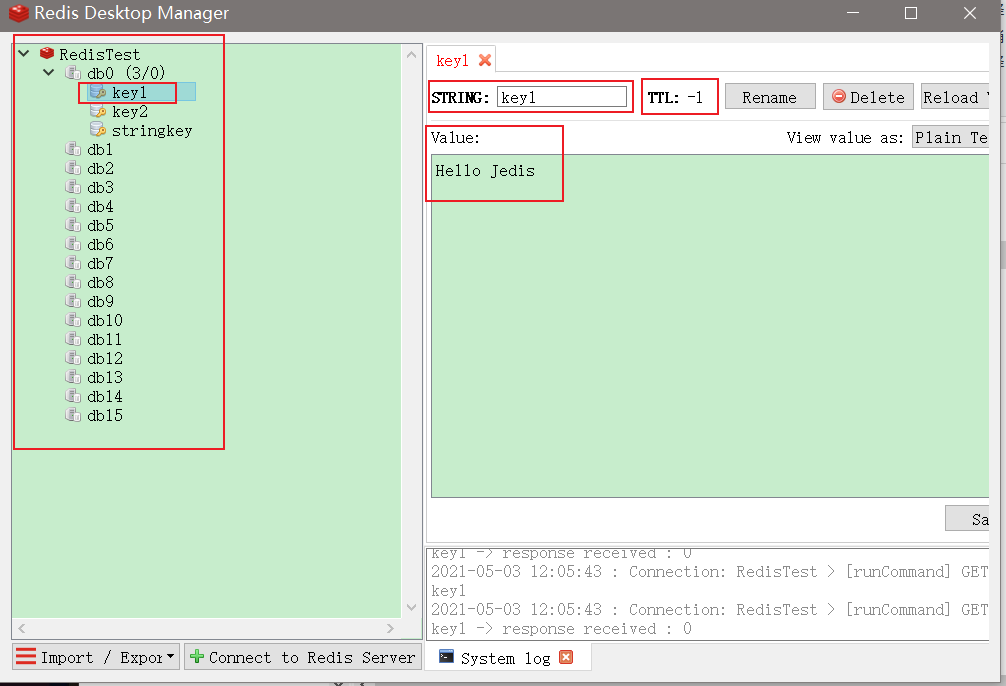 Redis Desktop Manager
RedisTest
db0 (3/0)
key1
key2
stringkey
db1
db2
db3
db4
db5
db6
db7
db8
db9
db10
db11
db12
db13
db14
db15
Import / Expor
Connect to Redis Server
key1
STRING: key1 TTL: -1 Rename Delete Reload
Value: View value as: Plain Te
Hello Jedis
Sa
key1 -> response received : 0
2021-05-03 12:05:43 : Connection: RedisTest > [runCommand] GET
key1
2021-05-03 12:05:43 : Connection: RedisTest > [runCommand] GET
key1 -> response received : 0
System log